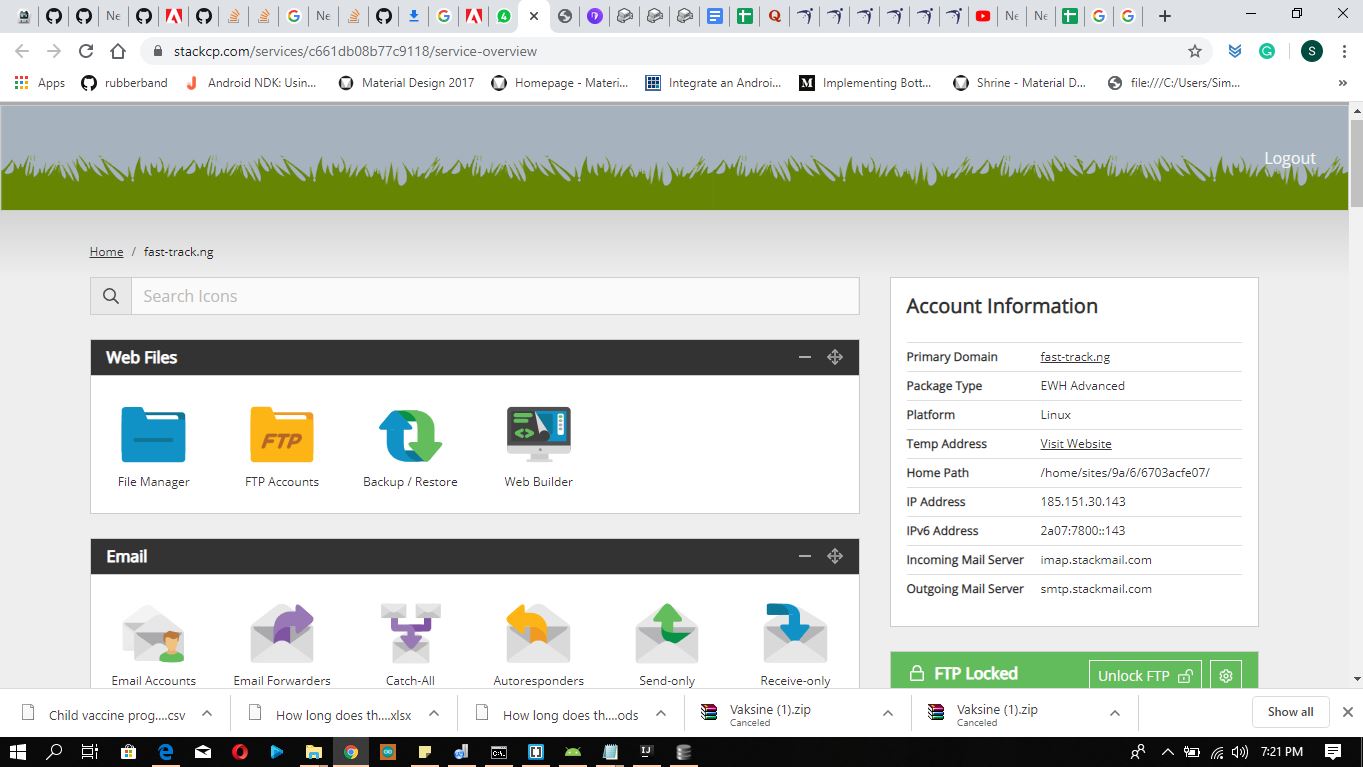 Ne
Ne
4
Ne
Ne
stackcp.com/services/c661db08b77c9118/service-overview
S
Apps
rubberband
Android NDK: Usin...
Material Design 2017
Homepage - Materi...
Integrate an Androi...
Implementing Bott...
Shrine - Material D...
file:///C:/Users/Sim...
»
Logout
Home / fast-track.ng
Search Icons
Web Files
FTP
File Manager
FTP Accounts
Backup / Restore
Web Builder
Email
Email Accounts
Email Forwarders
Catch-All
Autoresponders
Send-only
Receive-only
Account Information
Primary Domain fast-track.ng
Package Type EWH Advanced
Platform Linux
Temp Address Visit Website
Home Path /home/sites/9a/6/6703acfe07/
IP Address 185.151.30.143
IPv6 Address 2a07:7800::143
Incoming Mail Server imap.stackmail.com
Outgoing Mail Server smtp.stackmail.com
FTP Locked
Unlock FTP
Child vaccine prog....csv
How long does th....xlsx
How long does th....ods
Vaksine (1).zip
Canceled
Vaksine (1).zip
Canceled
Show all
7:21 PM